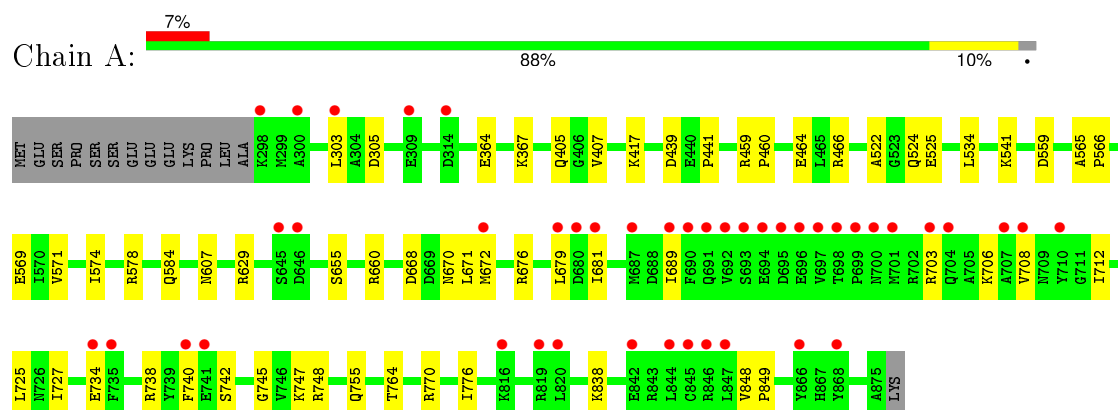 7%
Chain A:
88% 10% •
MET GLU SER PRO SER SER GLU GLU GLU LYS PRO LEU ALA K298 M299 A300 L303 A304 D305 E309 D314 E364 K367 Q405 G406 V407 K417 D439 E440 P441 R459 P460 E464 L465 R466 A522 G523 Q524 E525 L534 K541 D559 A565 P566
E569 I570 V571 I574 R578 Q584 N607 R629 S645 D646 S655 R660 D668 D669 N670 L671 M672 R676 L679 D680 I681 M687 D688 I689 F690 Q691 V692 S693 E694 D695 E696 V697 T698 P699 N700 M701 R702 R703 Q704 A705 K706 A707 V708 N709 Y710 G711 I712
L725 N726 I727 E734 F735 R738 Y739 F740 E741 S742 G745 V746 K747 R748 Q755 T764 R770 I776 K816 R819 L820 K838 E842 R843 L844 C845 R846 L847 V848 P849 Y866 H867 Y868 A875 LYS